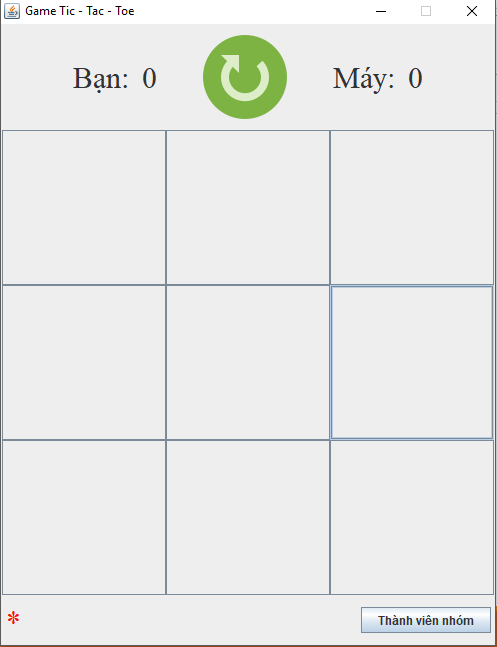 Game Tic - Tac - Toe
Bạn: 0
Máy: 0
*
Thành viên nhóm